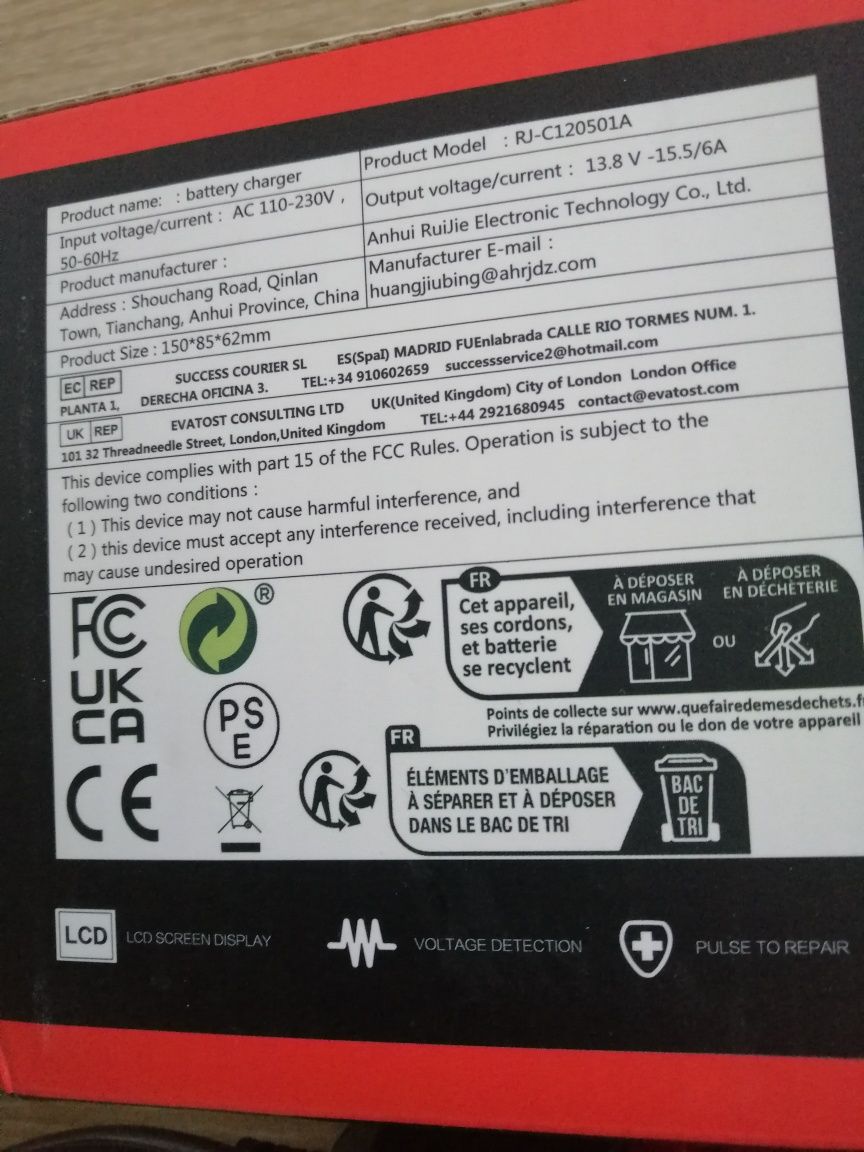 Product name: : battery charger
Product Model : RJ-C120501A
Input voltage/current : AC 110-230V ,
50-60Hz
Output voltage/current : 13.8 V -15.5/6A
Product manufacturer :
Anhui RuiJie Electronic Technology Co., Ltd.
Address : Shouchang Road, Qinlan
Town, Tianchang, Anhui Province, China
Manufacturer E-mail :
huangjiubing@ahrjdz.com
Product Size : 150*85*62mm
EC REP SUCCESS COURIER SL ES(SpaI) MADRID FUEnlabrada CALLE RIO TORMES NUM. 1.
PLANTA 1, DERECHA OFICINA 3. TEL:+34 910602659 successservice2@hotmail.com
UK REP EVATOST CONSULTING LTD UK(United Kingdom) City of London London Office
101 32 Threadneedle Street, London,United Kingdom TEL:+44 2921680945 contact@evatost.com
This device complies with part 15 of the FCC Rules. Operation is subject to the
following two conditions :
( 1 ) This device may not cause harmful interference, and
( 2 ) this device must accept any interference received, including interference that
may cause undesired operation
FC
®
UK
CA
PS
E
CE
FR
Cet appareil,
ses cordons,
et batterie
se recyclent
À DÉPOSER
EN MAGASIN
OU
À DÉPOSER
EN DÉCHÈTERIE
Points de collecte sur www.quefairedemesdechets.f
Privilégiez la réparation ou le don de votre appareil
FR
ÉLÉMENTS D'EMBALLAGE
À SÉPARER ET À DÉPOSER
DANS LE BAC DE TRI
BAC
DE
TRI
LCD LCD SCREEN DISPLAY
VOLTAGE DETECTION
PULSE TO REPAIR